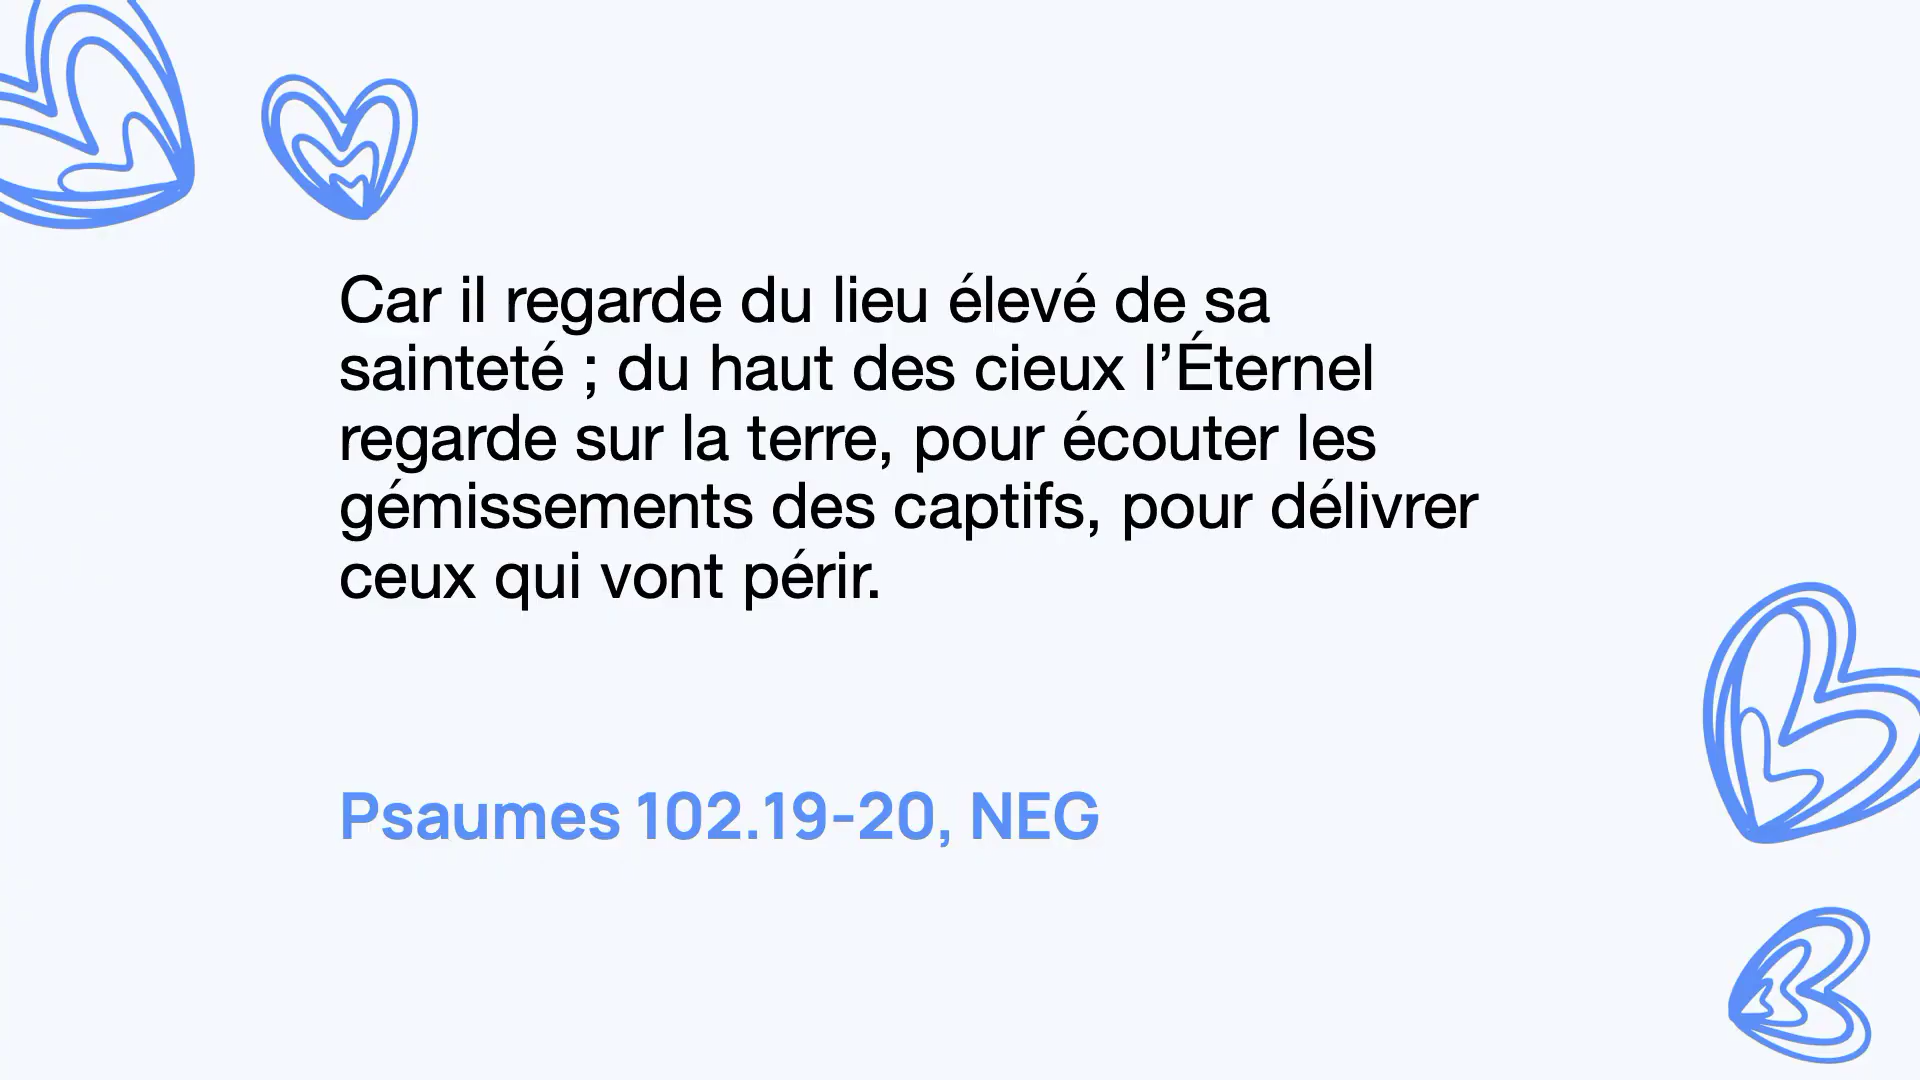 Car il regarde du lieu élevé de sa
sainteté ; du haut des cieux l’Éternel
regarde sur la terre, pour écouter les
gémissements des captifs, pour délivrer
ceux qui vont périr.
Psaumes 102.19-20, NEG